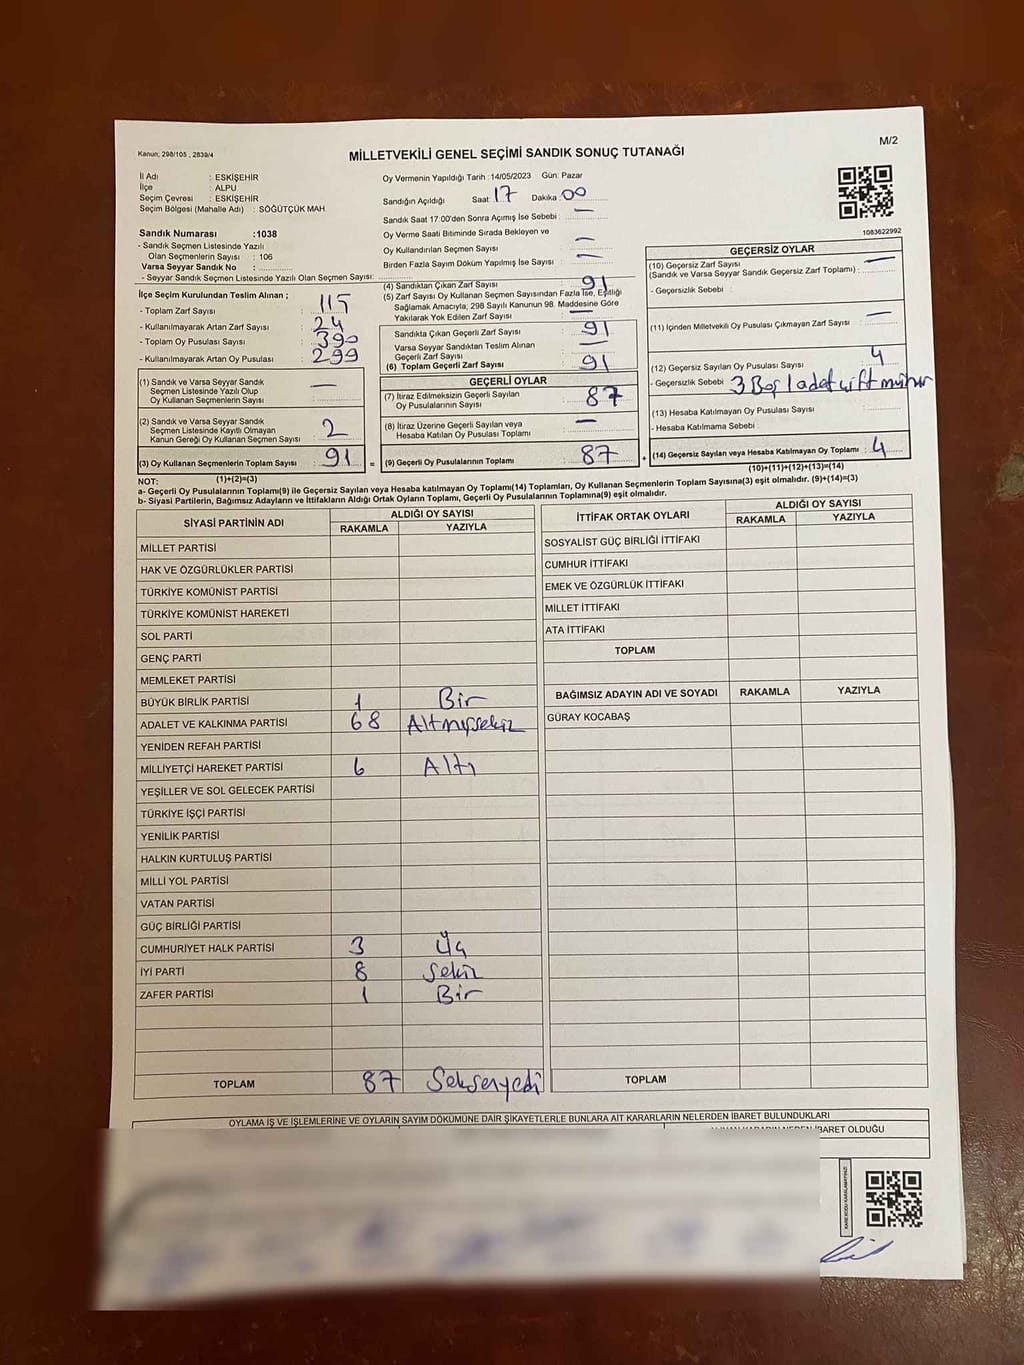 Kanun; 298/105 , 2839/4
MİLLETVEKİLİ GENEL SEÇİMİ SANDIK SONUÇ TUTANAĞI
M/2
İl Adı : ESKİŞEHİR
İlçe : ALPU
Seçim Çevresi : ESKİŞEHİR
Seçim Bölgesi (Mahalle Adı) : SÖĞÜTÇÜK MAH.
Sandık Numarası :1038
- Sandık Seçmen Listesinde Yazılı
Olan Seçmenlerin Sayısı : 106
Varsa Seyyar Sandık No :
- Seyyar Sandık Seçmen Listesinde Yazılı Olan Seçmen Sayısı:
Oy Vermenin Yapıldığı Tarih : 14/05/2023 Gün: Pazar
Sandığın Açıldığı Saat 17 Dakika : 00
Sandık Saat 17:00'den Sonra Açımış İse Sebebi : —
Oy Verme Saati Bitiminde Sırada Bekleyen ve
Oy Kullandırılan Seçmen Sayısı : —
Birden Fazla Sayım Döküm Yapılmış İse Sayısı : —
1083622992
İlçe Seçim Kurulundan Teslim Alınan ;
- Toplam Zarf Sayısı : 115
- Kullanılmayarak Artan Zarf Sayısı : 24
- Toplam Oy Pusulası : 390
- Kullanılmayarak Artan Oy Pusulası : 299
(1) Sandık ve Varsa Seyyar Sandık
Seçmen Listesinde Yazılı Olup
Oy Kullanan Seçmenlerin Sayısı —
(2) Sandık ve Varsa Seyyar Sandık
Seçmen Listesinde Kayıtlı Olmayan
Kanun Gereği Oy Kullanan Seçmen Sayısı 2
(3) Oy Kullanan Seçmenlerin Toplam Sayısı 91
(1)+(2)=(3)
(4) Sandıktan Çıkan Zarf Sayısı : 91
(5) Zarf Sayısı Oy Kullanan Seçmen Sayısından Fazla İse, Eşitliği
Sağlamak Amacıyla, 298 Sayılı Kanunun 98. Maddesine Göre
Yakılarak Yok Edilen Zarf Sayısı : —
Sandıkta Çıkan Geçerli Zarf Sayısı : 91
Varsa Seyyar Sandıktan Teslim Alınan
Geçerli Zarf Sayısı : —
(6) Toplam Geçerli Zarf Sayısı : 91
GEÇERLİ OYLAR
(7) İtiraz Edilmeksizin Geçerli Sayılan
Oy Pusulalarının Sayısı : 87
(8) İtiraz Üzerine Geçerli Sayılan veya
Hesaba Katılan Oy Pusulası Toplamı : —
= (9) Geçerli Oy Pusulalarının Toplamı : 87 +
GEÇERSİZ OYLAR
(10) Geçersiz Zarf Sayısı —
(Sandık ve Varsa Seyyar Sandık Geçersiz Zarf Toplamı) :
- Geçersizlik Sebebi :
(11) İçinden Milletvekili Oy Pusulası Çıkmayan Zarf Sayısı : —
(12) Geçersiz Sayılan Oy Pusulası Sayısı : 4
- Geçersizlik Sebebi : 3 Boş 1 adet çift mühür
(13) Hesaba Katılmayan Oy Pusulası Sayısı :
- Hesaba Katılmama Sebebi :
(14) Geçersiz Sayılan veya Hesaba Katılmayan Oy Toplamı : 4
(10)+(11)+(12)+(13)=(14)
NOT:
a- Geçerli Oy Pusulalarının Toplamı(9) ile Geçersiz Sayılan veya Hesaba Katılmayan Oy Toplamı(14) Toplamları, Oy Kullanan Seçmenlerin Toplam Sayısına(3) eşit olmalıdır. (9)+(14)=(3)
b- Siyasi Partilerin, Bağımsız Adayların ve İttifakların Aldığı Ortak Oyların Toplamı, Geçerli Oy Pusulalarının Toplamına(9) eşit olmalıdır.
SİYASİ PARTİNİN ADI
ALDIĞI OY SAYISI
RAKAMLA YAZIYLA
MİLLET PARTİSİ
HAK VE ÖZGÜRLÜKLER PARTİSİ
TÜRKİYE KOMÜNİST PARTİSİ
TÜRKİYE KOMÜNİST HAREKETİ
SOL PARTİ
GENÇ PARTİ
MEMLEKET PARTİSİ
BÜYÜK BİRLİK PARTİSİ 1 Bir
ADALET VE KALKINMA PARTİSİ 68 Altmışsekiz
YENİDEN REFAH PARTİSİ
MİLLİYETÇİ HAREKET PARTİSİ 6 Altı
YEŞİLLER VE SOL GELECEK PARTİSİ
TÜRKİYE İŞÇİ PARTİSİ
YENİLİK PARTİSİ
HALKIN KURTULUŞ PARTİSİ
MİLLİ YOL PARTİSİ
VATAN PARTİSİ
GÜÇ BİRLİĞİ PARTİSİ
CUMHURİYET HALK PARTİSİ 3 Üç
İYİ PARTİ 8 Sekiz
ZAFER PARTİSİ 1 Bir
TOPLAM 87 Seksenyedi
İTTİFAK ORTAK OYLARI
ALDIĞI OY SAYISI
RAKAMLA YAZIYLA
SOSYALİST GÜÇ BİRLİĞİ İTTİFAKI
CUMHUR İTTİFAKI
EMEK VE ÖZGÜRLÜK İTTİFAKI
MİLLET İTTİFAKI
ATA İTTİFAKI
TOPLAM
BAĞIMSIZ ADAYIN ADI VE SOYADI RAKAMLA YAZIYLA
GÜRAY KOCABAŞ
TOPLAM
OYLAMA İŞ VE İŞLEMLERİNE VE OYLARIN SAYIM DÖKÜMÜNE DAİR ŞİKAYETLERLE BUNLARA AİT KARARLARIN NELERDEN İBARET BULUNDUKLARI
İBARET OLDUĞU